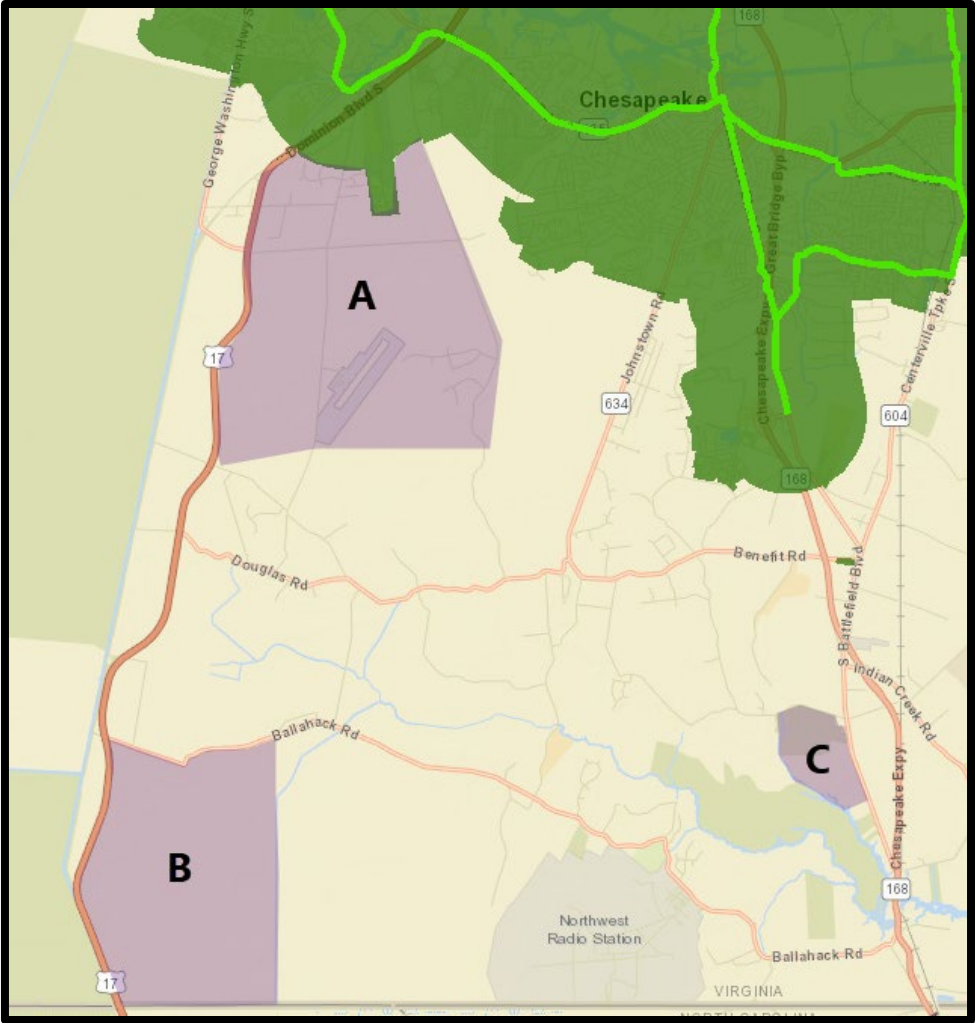 168
George Washington Hwy S
Dominion Blvd S
Chesapeake
Great Bridge Byp
A
Johnstown Rd
Chesapeake Expy
Centerville Tpke S
17
634
604
168
Douglas Rd
Benefit Rd
S Battlefield Blvd
S Indian Creek Rd
Ballahack Rd
C
Chesapeake Expy
B
168
Northwest
Radio Station
Ballahack Rd
17
VIRGINIA
NORTH CAROLINA